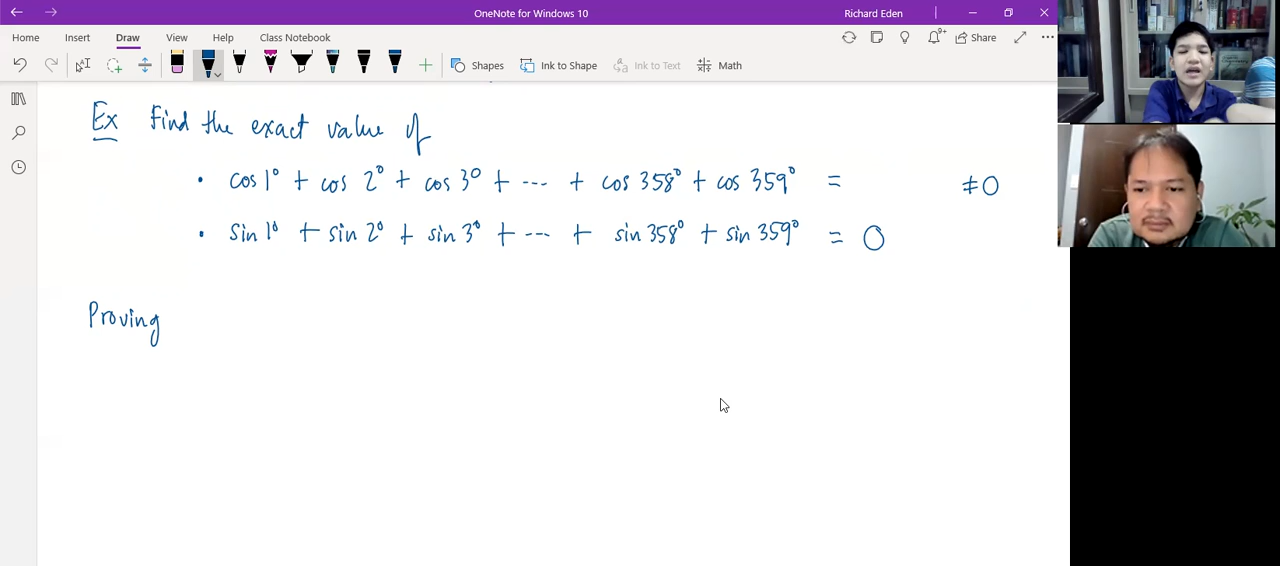 OneNote for Windows 10
Richard Eden
Home Insert Draw View Help Class Notebook
Share
Shapes Ink to Shape Ink to Text Math
Ex Find the exact value of
• cos 1° + cos 2° + cos 3° + --- + cos 358° + cos 359° = ≠ 0
• sin 1° + sin 2° + sin 3° + --- + sin 358° + sin 359° = 0
Proving